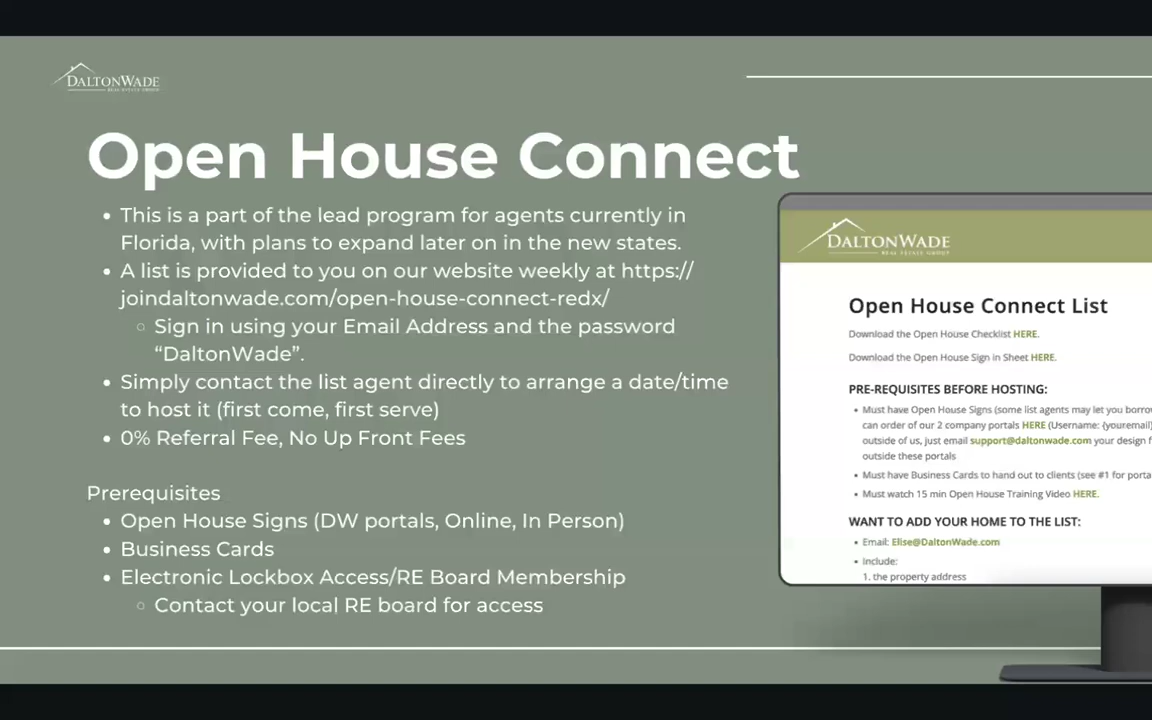 DALTONWADE
REAL ESTATE GROUP
Open House Connect
• This is a part of the lead program for agents currently in
Florida, with plans to expand later on in the new states.
• A list is provided to you on our website weekly at https://
joindaltonwade.com/open-house-connect-redx/
◦ Sign in using your Email Address and the password
“DaltonWade”.
• Simply contact the list agent directly to arrange a date/time
to host it (first come, first serve)
• 0% Referral Fee, No Up Front Fees
Prerequisites
• Open House Signs (DW portals, Online, In Person)
• Business Cards
• Electronic Lockbox Access/RE Board Membership
◦ Contact your local RE board for access
DALTONWADE
REAL ESTATE GROUP
Open House Connect List
Download the Open House Checklist HERE.
Download the Open House Sign in Sheet HERE.
PRE-REQUISITES BEFORE HOSTING:
• Must have Open House Signs (some list agents may let you borrow
can order of our 2 company portals HERE (Username: {youremail}
outside of us, just email support@daltonwade.com your design f
outside these portals
• Must have Business Cards to hand out to clients (see #1 for porta
• Must watch 15 min Open House Training Video HERE.
WANT TO ADD YOUR HOME TO THE LIST:
• Email: Elise@DaltonWade.com
• Include:
1. the property address